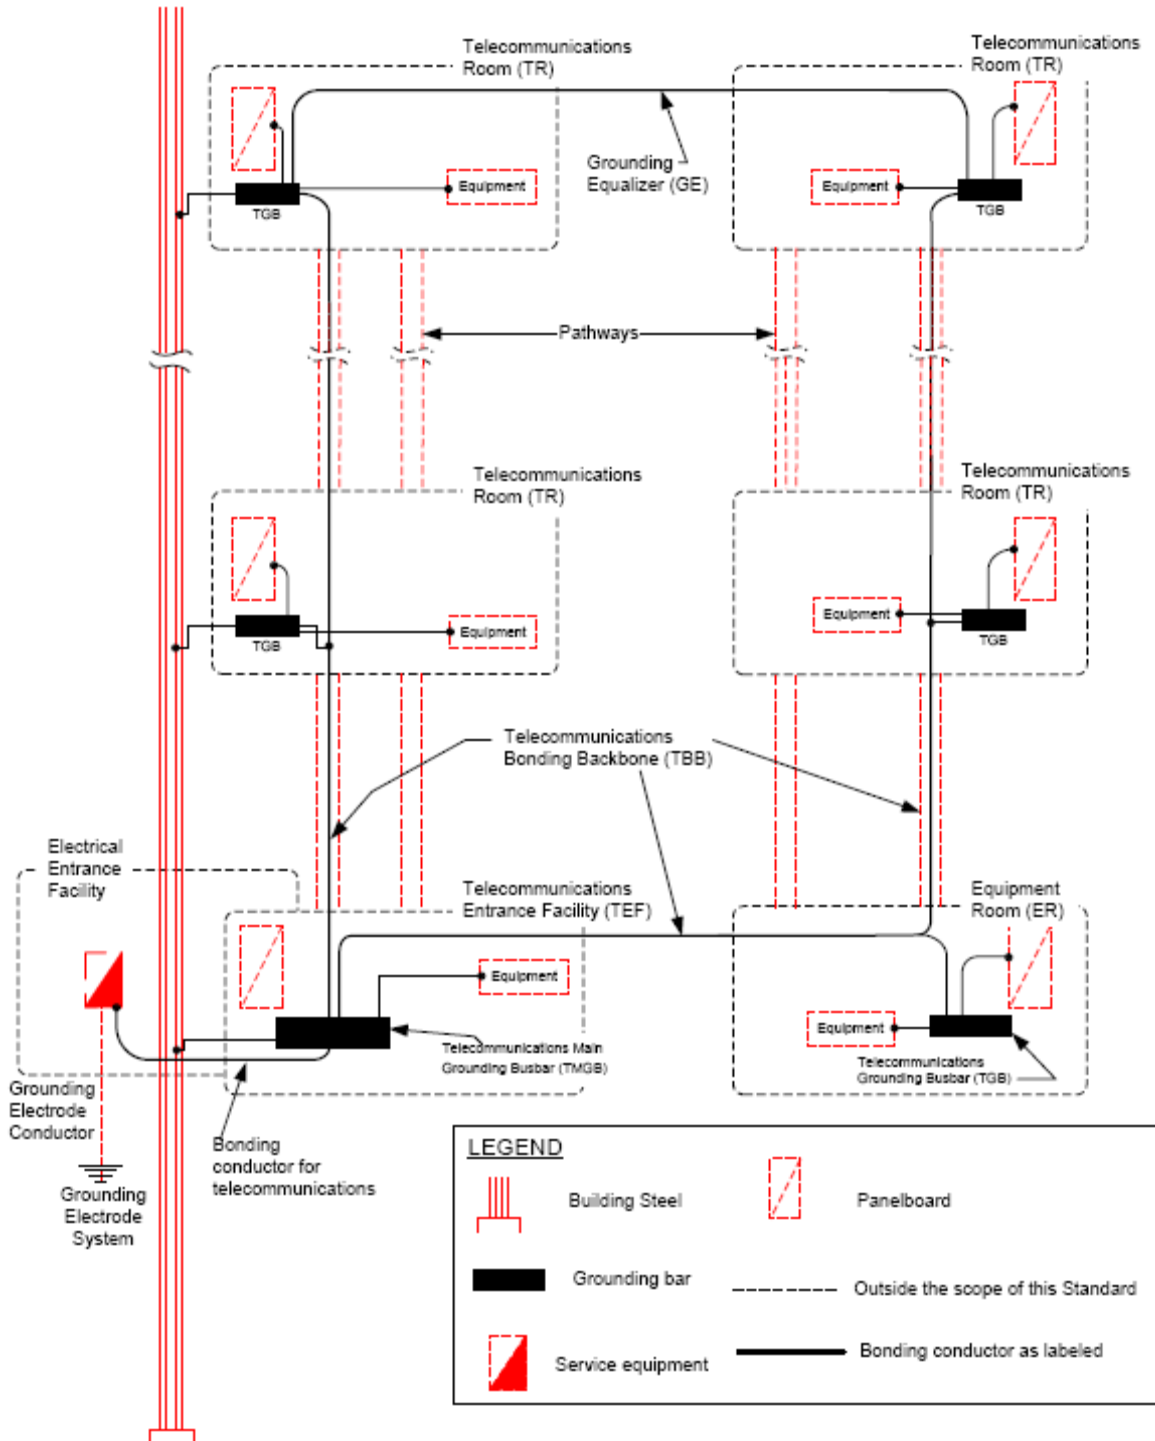 Telecommunications
Room (TR)
Telecommunications
Room (TR)
Grounding
Equalizer (GE)
Equipment
TGB
Equipment
TGB
Pathways
Telecommunications
Room (TR)
Telecommunications
Room (TR)
Equipment
TGB
Equipment
TGB
Telecommunications
Bonding Backbone (TBB)
Electrical
Entrance
Facility
Telecommunications
Entrance Facility (TEF)
Equipment
Room (ER)
Equipment
Telecommunications Main
Grounding Busbar (TMGB)
Equipment
Telecommunications
Grounding Busbar (TGB)
Grounding
Electrode
Conductor
Bonding
conductor for
telecommunications
Grounding
Electrode
System
LEGEND
Building Steel
Panelboard
Grounding bar
Outside the scope of this Standard
Service equipment
Bonding conductor as labeled